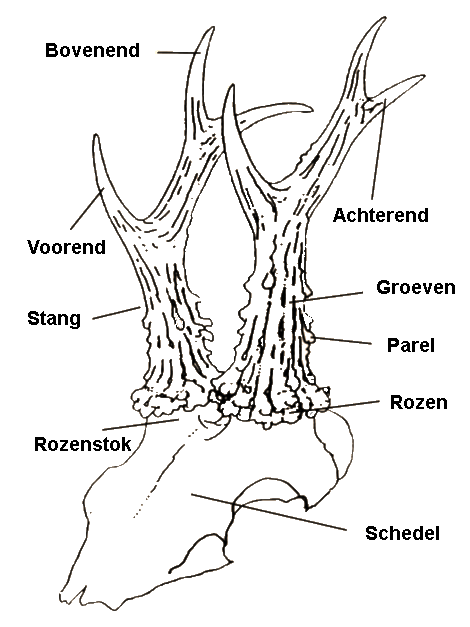 Bovenend
Achterend
Voorend
Groeven
Stang
Parel
Rozen
Rozenstok
Schedel